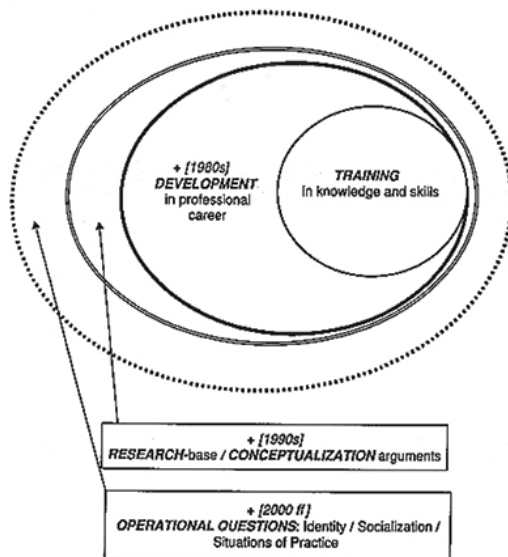 + [1980s]
DEVELOPMENT
in professional
career
TRAINING
in knowledge and skills
+ [1990s]
RESEARCH-base / CONCEPTUALIZATION arguments
+ [2000 ff]
OPERATIONAL QUESTIONS: Identity / Socialization /
Situations of Practice